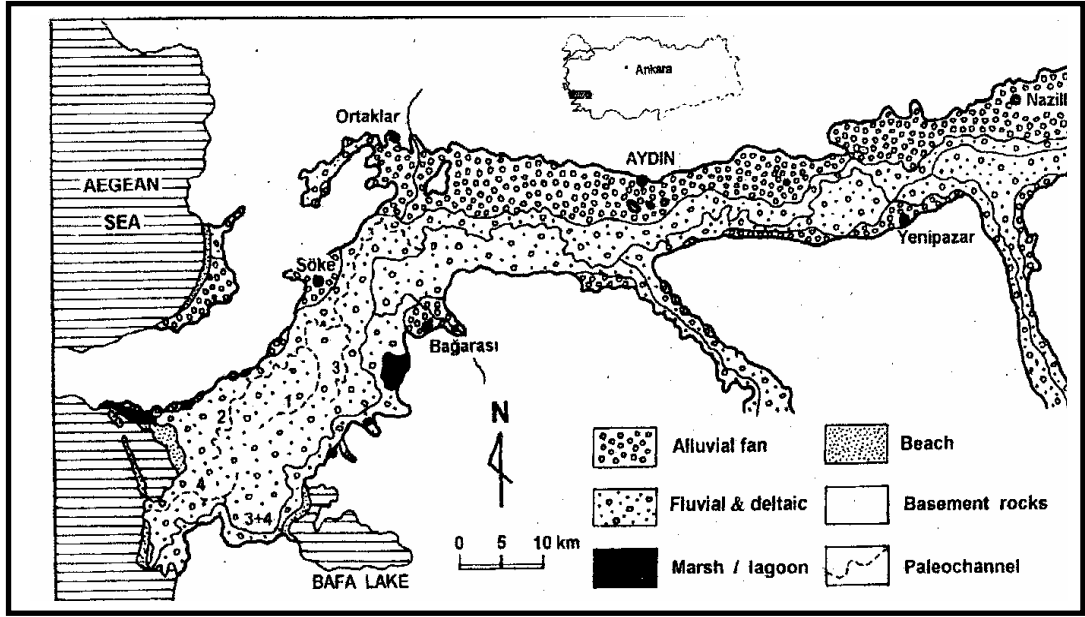 Ankara
Nazill
Ortaklar
AYDIN
AEGEAN
SEA
Yenipazar
Söke
Bağarası
3
1
2
N
4
3+4
0 5 10 km
BAFA LAKE
Alluvial fan
Beach
Fluvial & deltaic
Basement rocks
Marsh / lagoon
Paleochannel